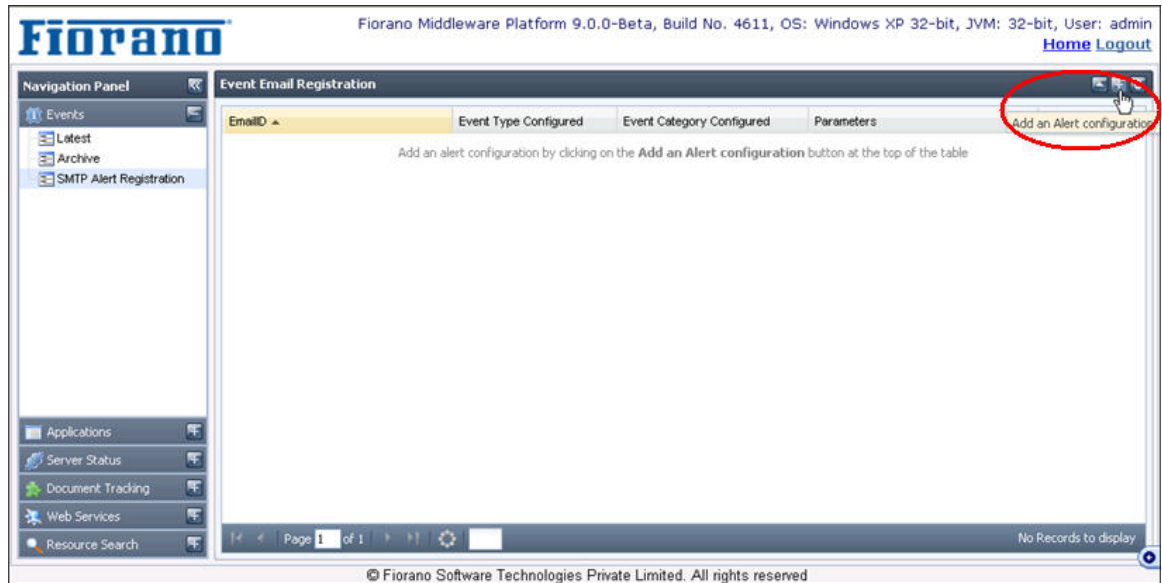 Fiorano
Fiorano Middleware Platform 9.0.0-Beta, Build No. 4611, OS: Windows XP 32-bit, JVM: 32-bit, User: admin
Home Logout
Navigation Panel
Event Email Registration
Events
Latest
Archive
SMTP Alert Registration
EmailID
Event Type Configured
Event Category Configured
Parameters
Add an Alert configuration
Add an alert configuration by clicking on the Add an Alert configuration button at the top of the table
Applications
Server Status
Document Tracking
Web Services
Resource Search
Page 1 of 1
No Records to display
© Fiorano Software Technologies Private Limited. All rights reserved